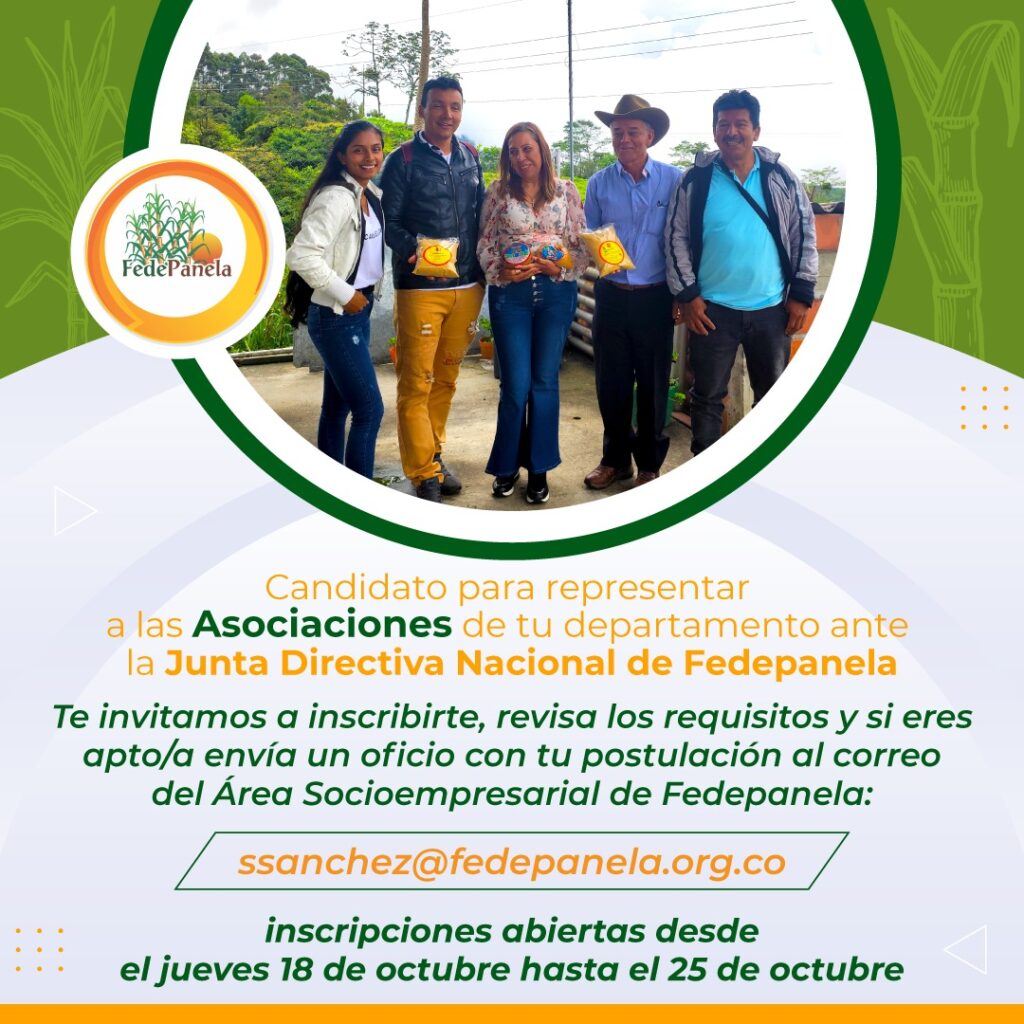 FedePanela
Candidato para representar
a las Asociaciones de tu departamento ante
la Junta Directiva Nacional de Fedepanela
Te invitamos a inscribirte, revisa los requisitos y si eres
apto/a envía un oficio con tu postulación al correo
del Área Socioempresarial de Fedepanela:
ssanchez@fedepanela.org.co
inscripciones abiertas desde
el jueves 18 de octubre hasta el 25 de octubre